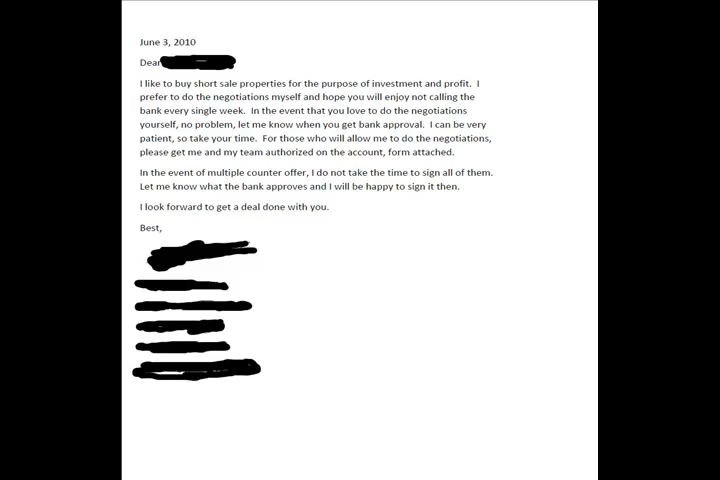 June 3, 2010
Dear
I like to buy short sale properties for the purpose of investment and profit.  I
prefer to do the negotiations myself and hope you will enjoy not calling the
bank every single week.  In the event that you love to do the negotiations
yourself, no problem, let me know when you get bank approval.  I can be very
patient, so take your time.  For those who will allow me to do the negotiations,
please get me and my team authorized on the account, form attached.
In the event of multiple counter offer, I do not take the time to sign all of them.
Let me know what the bank approves and I will be happy to sign it then.
I look forward to get a deal done with you.
Best,